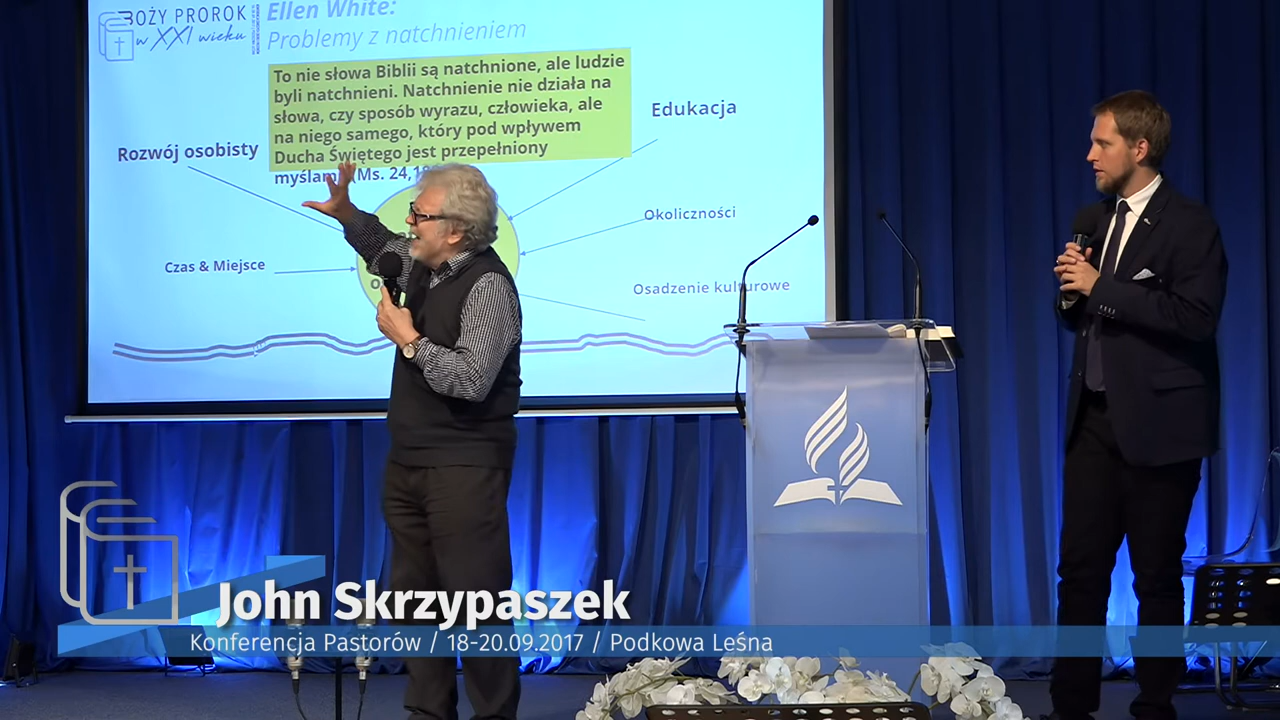 BOŻY PROROK
w XXI wieku
Ellen White:
Problemy z natchnieniem
To nie słowa Biblii są natchnione, ale ludzie
byli natchnieni. Natchnienie nie działa na
słowa, czy sposób wyrazu, człowieka, ale
na niego samego, który pod wpływem
Ducha Świętego jest przepełniony
(Ms. 24,
Rozwój osobisty
Edukacja
Okoliczności
Czas & Miejsce
Osadzenie kulturowe
John Skrzypaszek
Konferencja Pastorów / 18-20.09.2017 / Podkowa Leśna